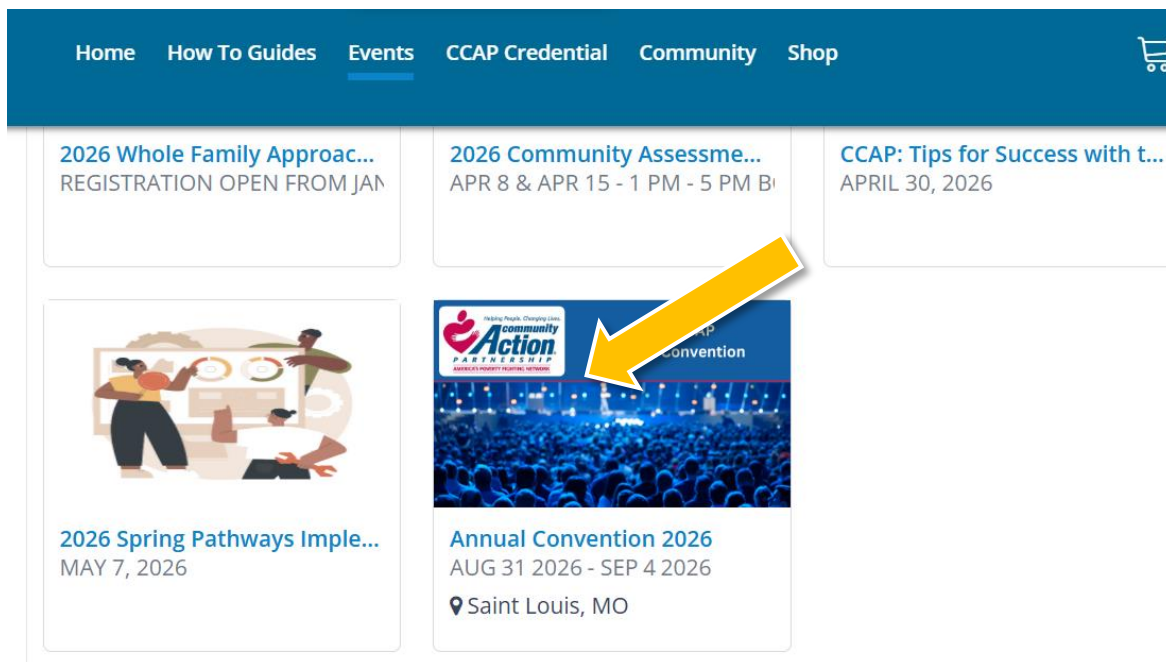 Home How To Guides Events CCAP Credential Community Shop
2026 Whole Family Approac...
REGISTRATION OPEN FROM JAN
2026 Community Assessme...
APR 8 & APR 15 - 1 PM - 5 PM
CCAP: Tips for Success with t...
APRIL 30, 2026
Helping People. Changing Lives.
community
Action
PARTNERSHIP
AMERICA'S POVERTY FIGHTING NETWORK
Convention
2026 Spring Pathways Imple...
MAY 7, 2026
Annual Convention 2026
AUG 31 2026 - SEP 4 2026
Saint Louis, MO